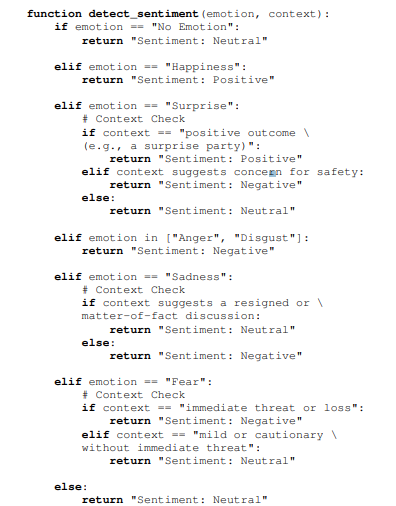 function detect_sentiment(emotion, context):
    if emotion == "No Emotion":
        return "Sentiment: Neutral"

    elif emotion == "Happiness":
        return "Sentiment: Positive"

    elif emotion == "Surprise":
        # Context Check
        if context == "positive outcome \
        (e.g., a surprise party)":
            return "Sentiment: Positive"
        elif context suggests concern for safety:
            return "Sentiment: Negative"
        else:
            return "Sentiment: Neutral"

    elif emotion in ["Anger", "Disgust"]:
        return "Sentiment: Negative"

    elif emotion == "Sadness":
        # Context Check
        if context suggests a resigned or \
        matter-of-fact discussion:
            return "Sentiment: Neutral"
        else:
            return "Sentiment: Negative"

    elif emotion == "Fear":
        # Context Check
        if context == "immediate threat or loss":
            return "Sentiment: Negative"
        elif context == "mild or cautionary \
        without immediate threat":
            return "Sentiment: Neutral"

    else:
        return "Sentiment: Neutral"